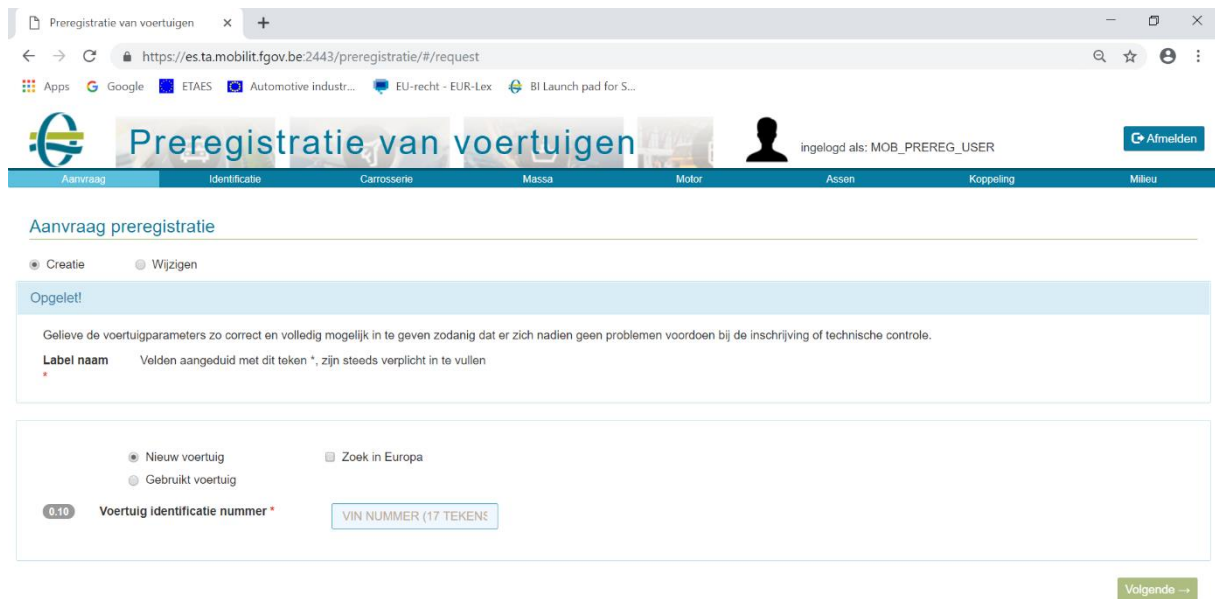 Preregistratie van voertuigen
https://es.ta.mobilit.fgov.be:2443/preregistratie/#/request
Apps Google ETAES Automotive industr... EU-recht - EUR-Lex BI Launch pad for S...
Preregistratie van voertuigen
ingelogd als: MOB_PREREG_USER
Afmelden
Aanvraag Identificatie Carrosserie Massa Motor Assen Koppeling Milieu
Aanvraag preregistratie
Creatie Wijzigen
Opgelet!
Gelieve de voertuigparameters zo correct en volledig mogelijk in te geven zodanig dat er zich nadien geen problemen voordoen bij de inschrijving of technische controle.
Label naam Velden aangeduid met dit teken *, zijn steeds verplicht in te vullen
*
Nieuw voertuig Zoek in Europa
Gebruikt voertuig
0.10 Voertuig identificatie nummer * VIN NUMMER (17 TEKENS
Volgende →